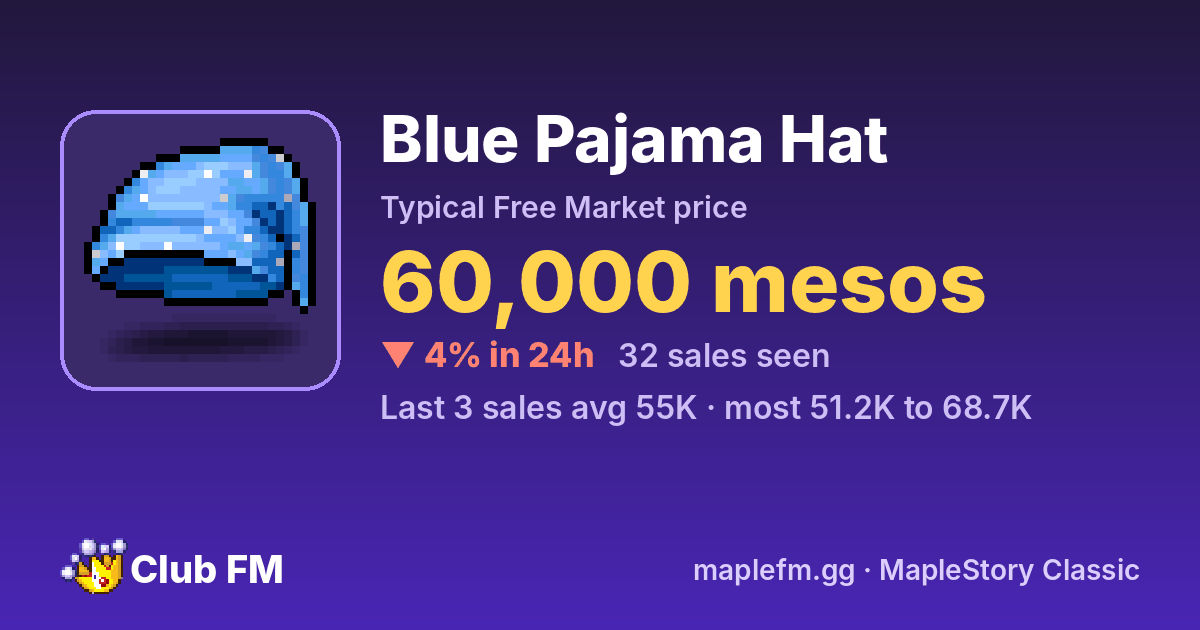 Blue Pajama Hat
Typical Free Market price
60,000 mesos
▼ 4% in 24h 32 sales seen
Last 3 sales avg 55K · most 51.2K to 68.7K
Club FM
maplefm.gg · MapleStory Classic